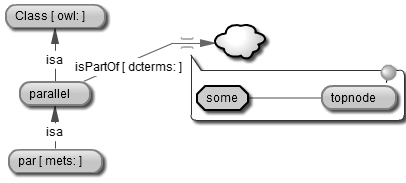 Class [ owl: ]
isa
isPartOf [ dcterms: ]
parallel
some
topnode
isa
par [ mets: ]